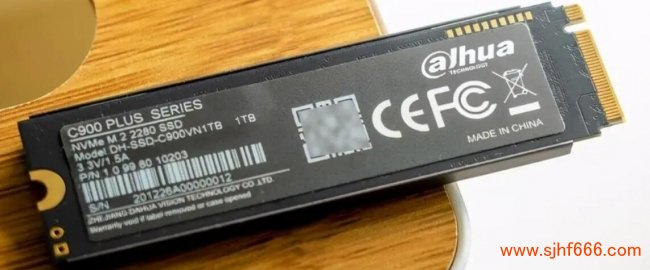 C900 PLUS SERIES
NVMe M.2 2280 SSD
Model: DH-SSD-C900VN1TB 1TB
3.3V/1.5A
P/N 1.0.99.80.10203
S/N 201226A00000012
ZHEJIANG DAHUA VISION TECHNOLOGY CO.,LTD.
Warranty void if label removed or case opened
alhua
TECHNOLOGY
CE FC
MADE IN CHINA
www.sjhf666.com